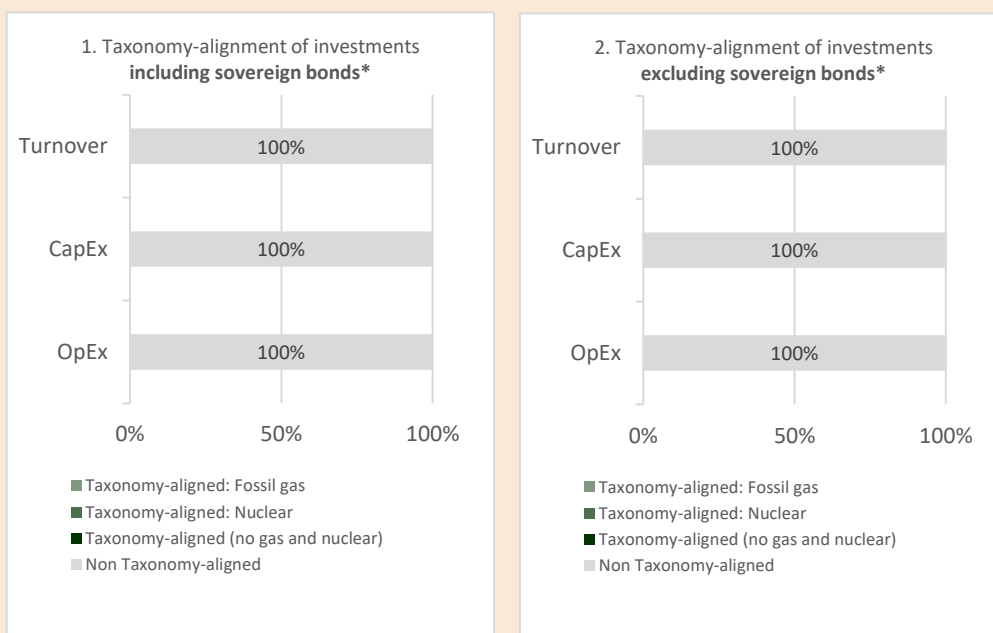 1. Taxonomy-alignment of investments
including sovereign bonds*
Turnover
100%
CapEx
100%
OpEx
100%
0%
50%
100%
Taxonomy-aligned: Fossil gas
Taxonomy-aligned: Nuclear
Taxonomy-aligned (no gas and nuclear)
Non Taxonomy-aligned
2. Taxonomy-alignment of investments
excluding sovereign bonds*
Turnover
100%
CapEx
100%
OpEx
100%
0%
50%
100%
Taxonomy-aligned: Fossil gas
Taxonomy-aligned: Nuclear
Taxonomy-aligned (no gas and nuclear)
Non Taxonomy-aligned